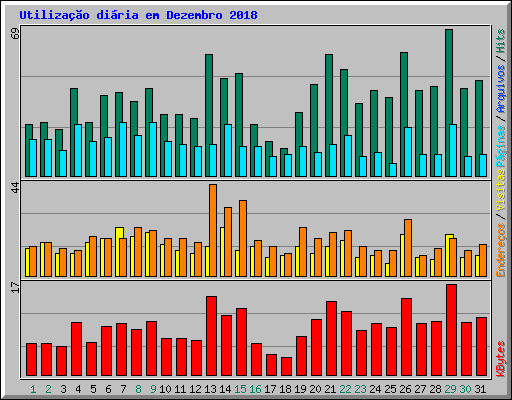 Utilização diária em Dezembro 2018
69
44
17
Endereços / Visitas Páginas / Arquivos / Hits
KBytes
1 2 3 4 5 6 7 8 9 10 11 12 13 14 15 16 17 18 19 20 21 22 23 24 25 26 27 28 29 30 31